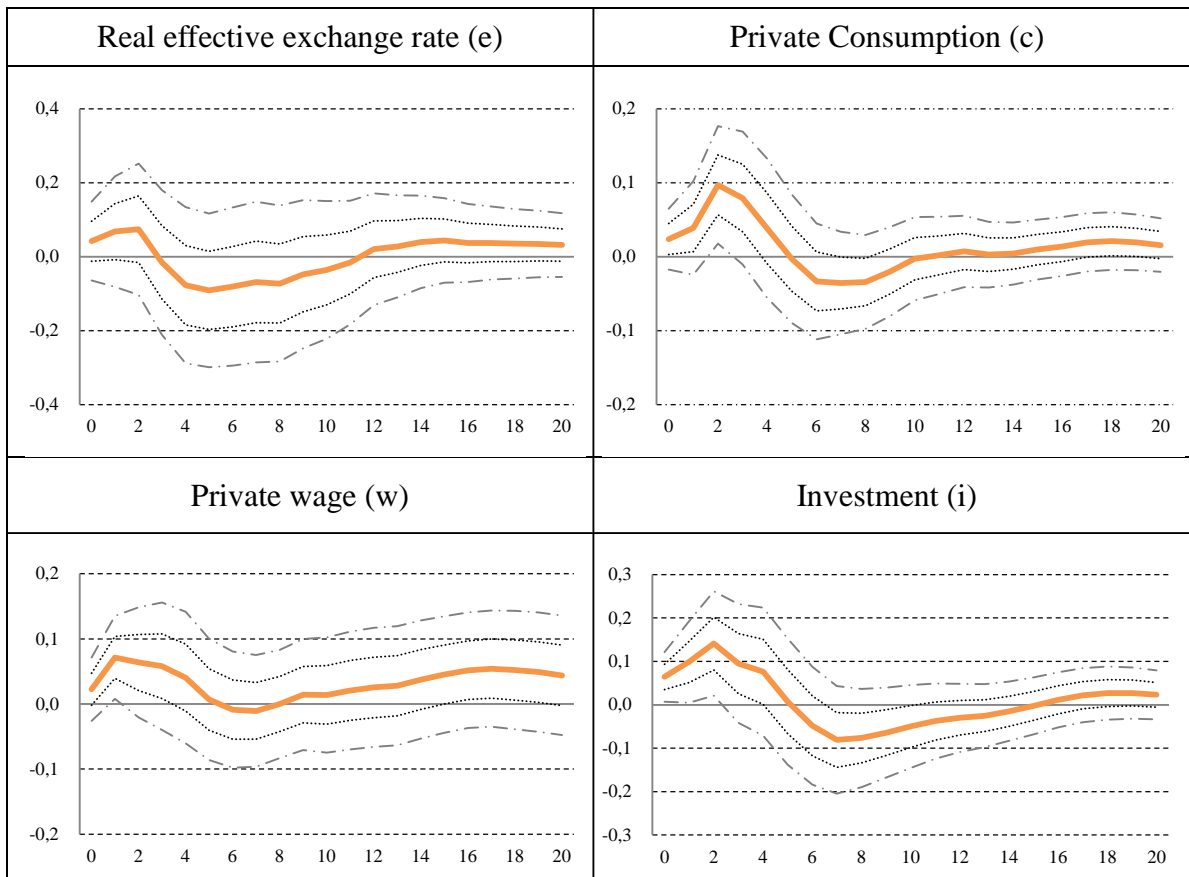 Real effective exchange rate (e)
0,4
0,2
0,0
-0,2
-0,4
0 2 4 6 8 10 12 14 16 18 20
Private Consumption (c)
0,2
0,1
0,0
-0,1
-0,2
0 2 4 6 8 10 12 14 16 18 20
Private wage (w)
0,2
0,1
0,0
-0,1
-0,2
0 2 4 6 8 10 12 14 16 18 20
Investment (i)
0,3
0,2
0,1
0,0
-0,1
-0,2
-0,3
0 2 4 6 8 10 12 14 16 18 20